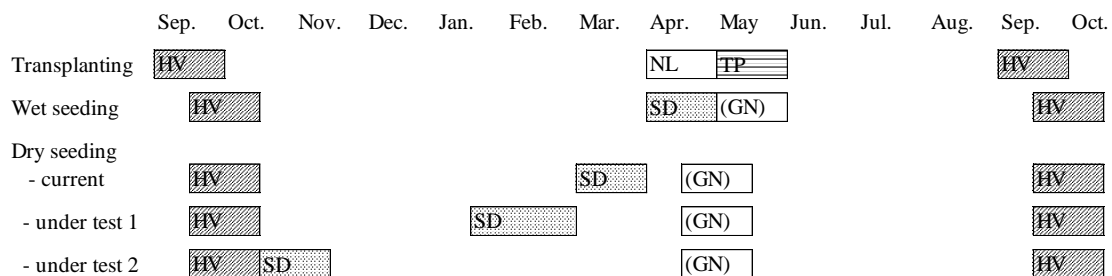 Sep. Oct. Nov. Dec. Jan. Feb. Mar. Apr. May Jun. Jul. Aug. Sep. Oct.
Transplanting HV NL TP HV
Wet seeding HV SD (GN) HV
Dry seeding
- current HV SD (GN) HV
- under test 1 HV SD (GN) HV
- under test 2 HV SD (GN) HV